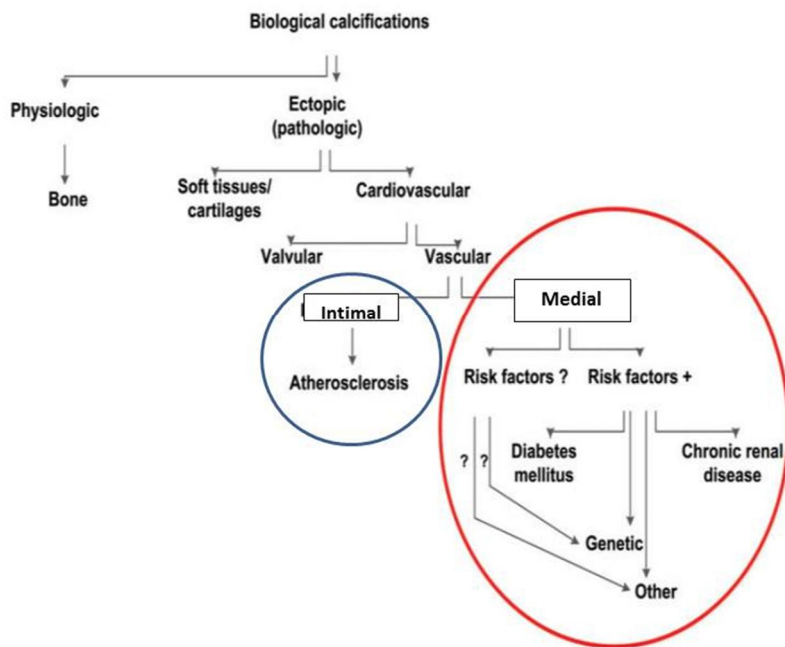 Biological calcifications
Physiologic
Ectopic
(pathologic)
Bone
Soft tissues/
cartilages
Cardiovascular
Valvular
Vascular
Intimal
Medial
Atherosclerosis
Risk factors ?
Risk factors +
? ?
Diabetes
mellitus
Chronic renal
disease
Genetic
Other